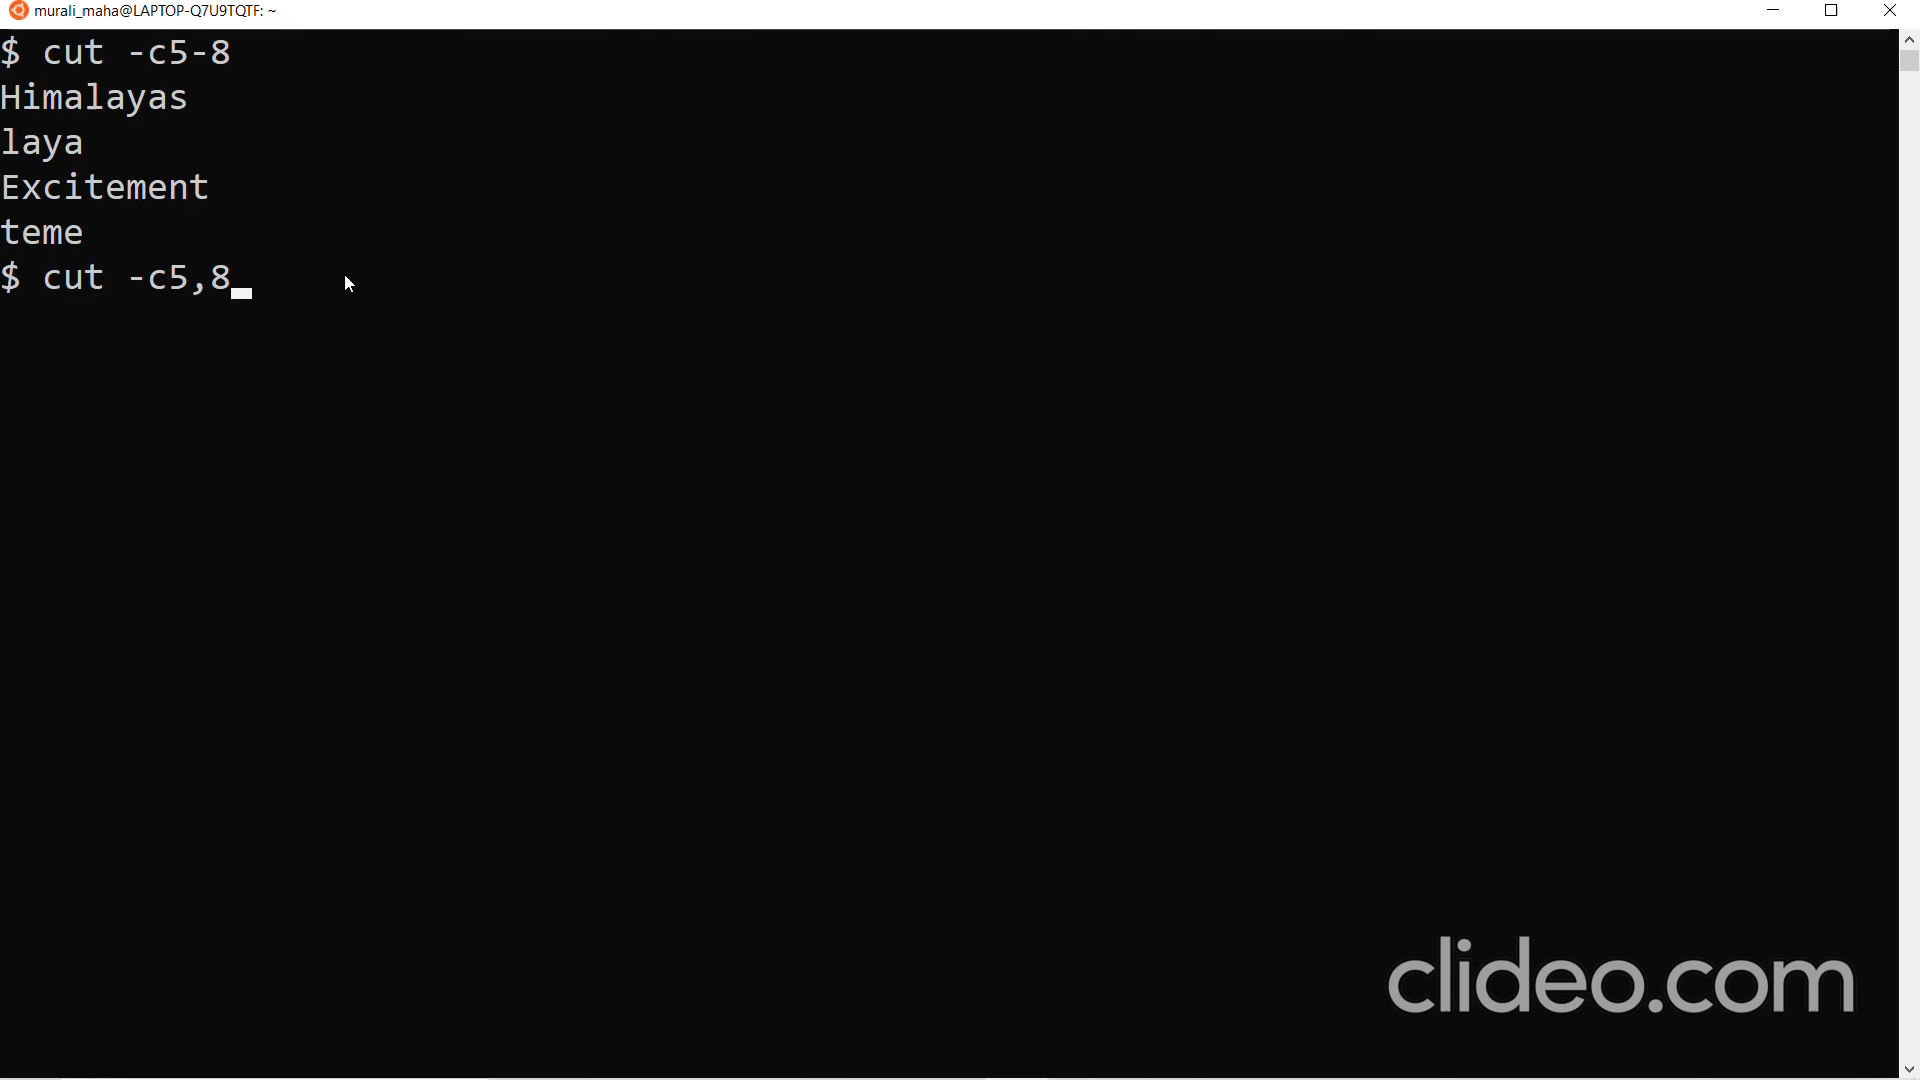 murali_maha@LAPTOP-Q7U9TQTF: ~
$ cut -c5-8
Himalayas
laya
Excitement
teme
$ cut -c5,8
clideo.com